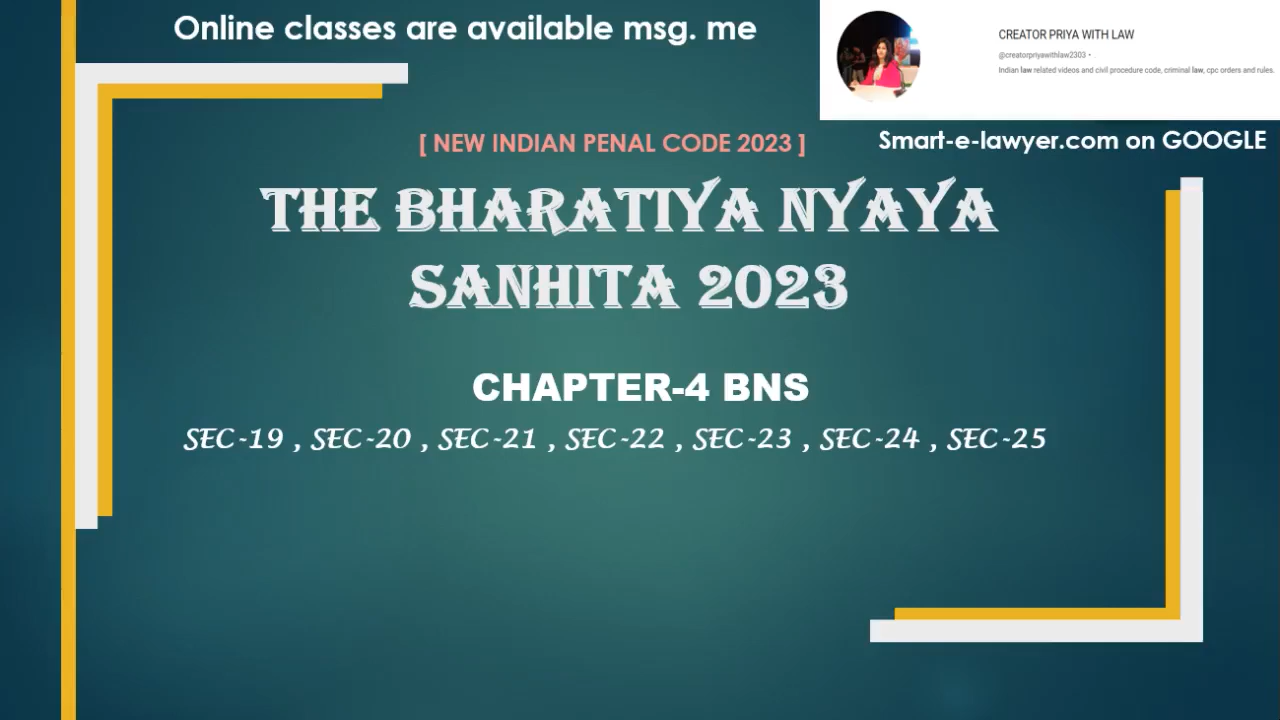 Online classes are available msg. me
CREATOR PRIYA WITH LAW
@creatorpriyawithlaw2303 •
Indian law related videos and civil procedure code, criminal law, cpc orders and rules.
Smart-e-lawyer.com on GOOGLE
[ NEW INDIAN PENAL CODE 2023 ]
THE BHARATIYA NYAYA
SANHITA 2023
CHAPTER-4 BNS
SEC-19 , SEC-20 , SEC-21 , SEC-22 , SEC-23 , SEC-24 , SEC-25